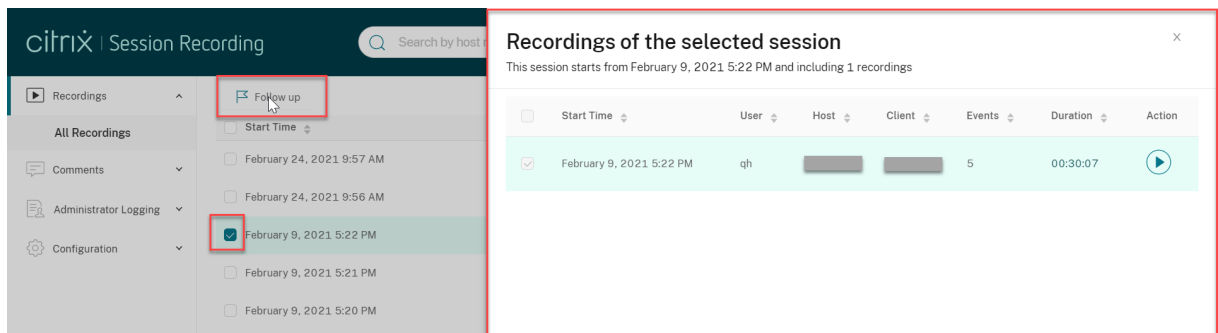 citrix | Session Recording
Search by host
Recordings
All Recordings
Comments
Administrator Logging
Configuration
Follow up
Start Time
February 24, 2021 9:57 AM
February 24, 2021 9:56 AM
February 9, 2021 5:22 PM
February 9, 2021 5:21 PM
February 9, 2021 5:20 PM
Recordings of the selected session
This session starts from February 9, 2021 5:22 PM and including 1 recordings
Start Time User Host Client Events Duration Action
February 9, 2021 5:22 PM qh 5 00:30:07